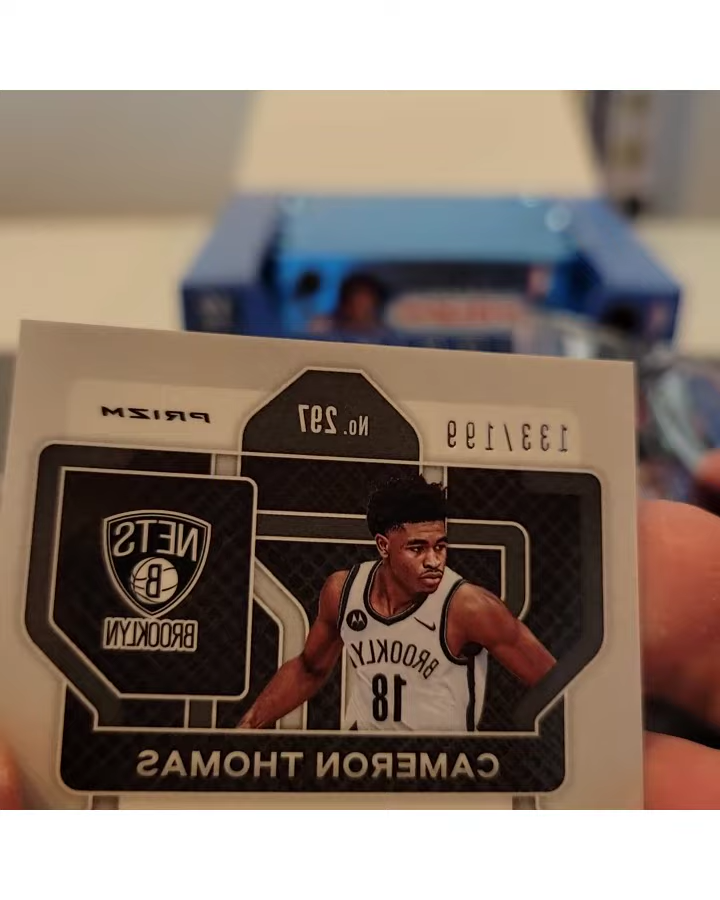 133/199
No. 297
PRIZM
NETS
B
BROOKLYN
BROOKLYN
18
CAMERON THOMAS